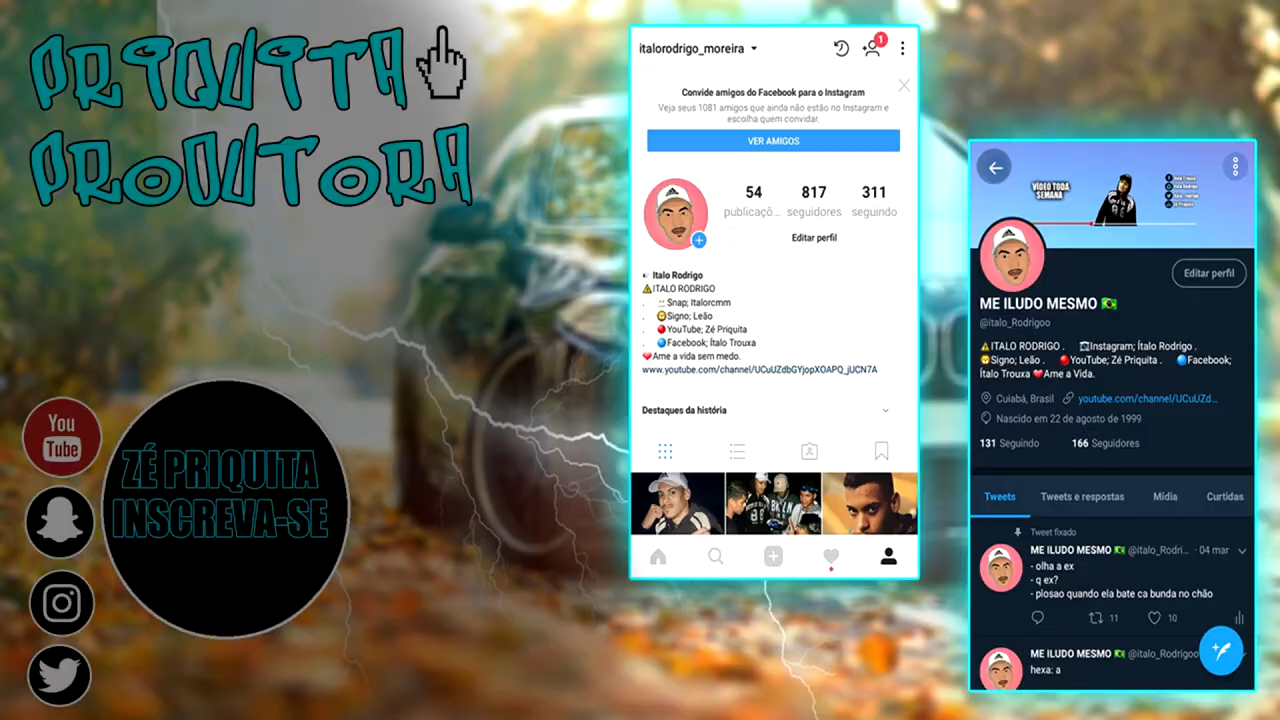 PRIQUITA
PRODUTORA
You
Tube
ZÉ PRIQUITA
INSCREVA-SE
italorodrigo_moreira
1
Convide amigos do Facebook para o Instagram
Veja seus 1081 amigos que ainda não estão no Instagram e
escolha quem convidar.
VER AMIGOS
54 817 311
publicaçõ... seguidores seguindo
Editar perfil
Italo Rodrigo
⚠ITALO RODRIGO
. Snap; Italorcmm
. Signo; Leão
. 🔴YouTube; Zé Priquita
. 🔵Facebook; Ítalo Trouxa
❤Ame a vida sem medo.
www.youtube.com/channel/UCuUZdbGYjopXOAPQ_jUCN7A
Destaques da história
VÍDEO TODA
SEMANA
Editar perfil
ME ILUDO MESMO 🇧🇷
@italo_Rodrigoo
⚠ITALO RODRIGO . Instagram; Ítalo Rodrigo .
Signo; Leão . 🔴YouTube; Zé Priquita . 🔵Facebook;
Ítalo Trouxa ❤Ame a Vida.
Cuiabá, Brasil youtube.com/channel/UCuUZd...
Nascido em 22 de agosto de 1999
131 Seguindo 166 Seguidores
Tweets Tweets e respostas Mídia Curtidas
Tweet fixado
ME ILUDO MESMO 🇧🇷 @italo_Rodri... · 04 mar
- olha a ex
- q ex?
- plosao quando ela bate ca bunda no chão
11 10
ME ILUDO MESMO 🇧🇷 @italo_Rodrigoo
hexa: a